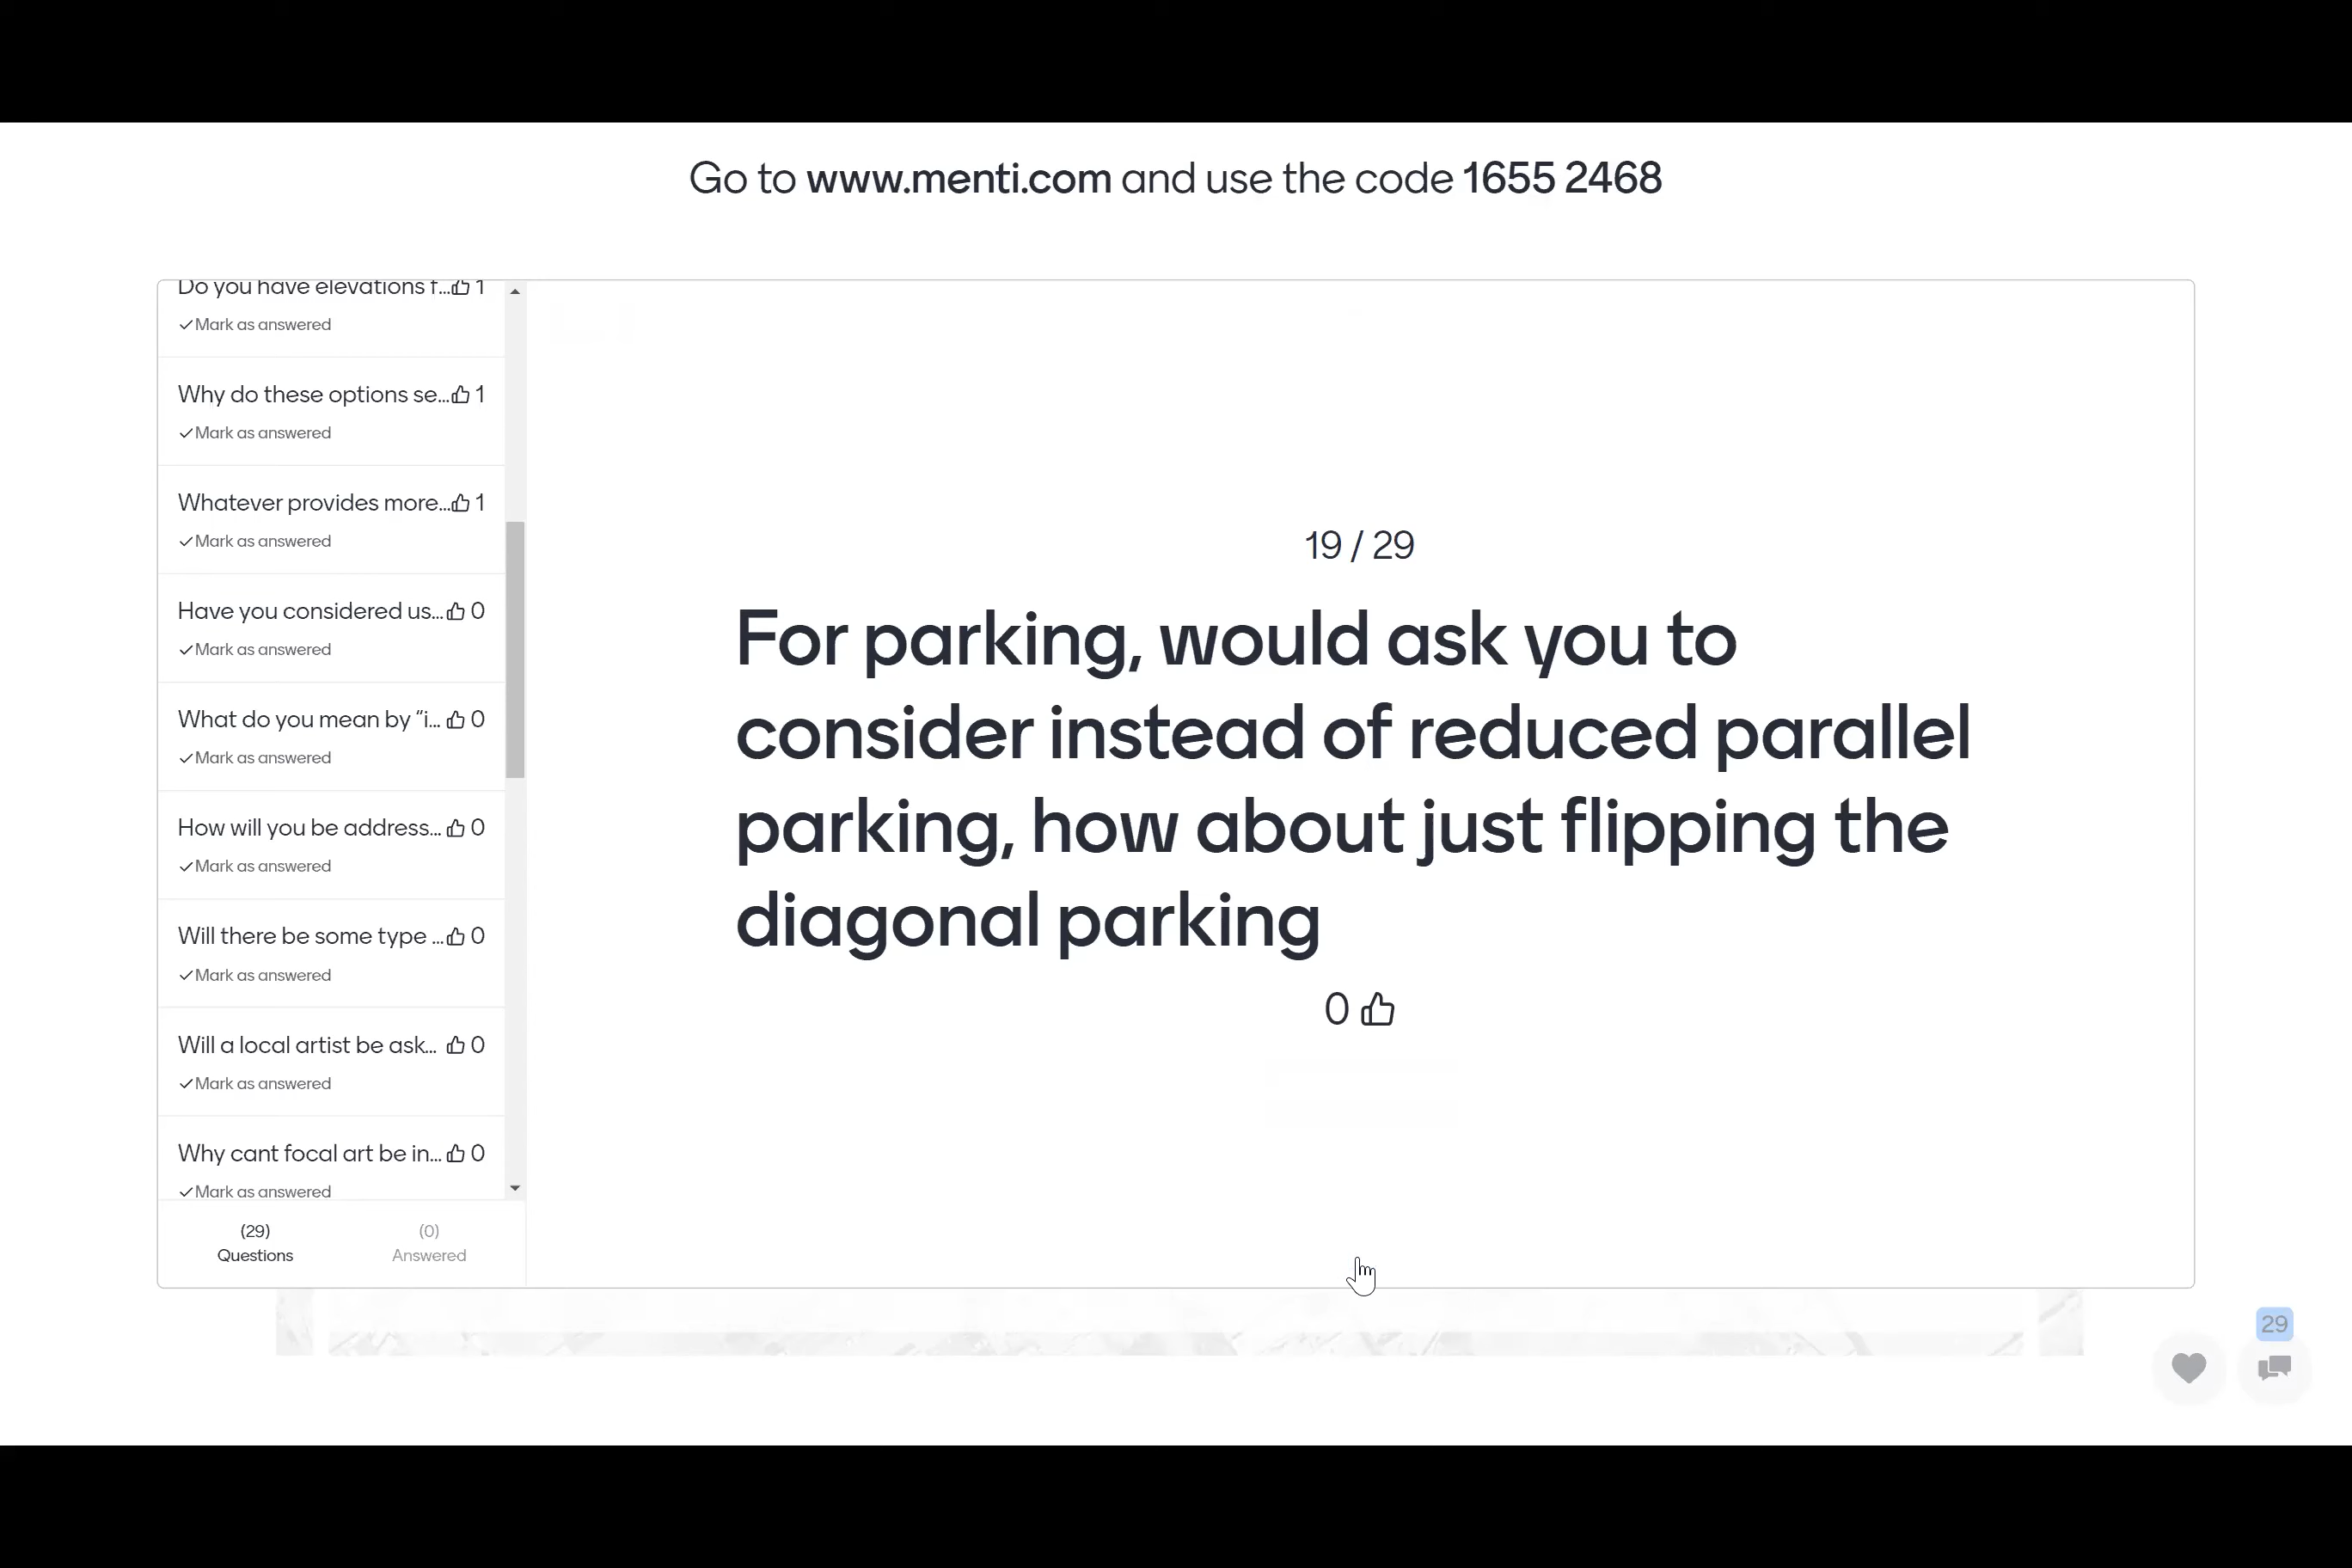 Go to www.menti.com and use the code 1655 2468
Do you have elevations f... 1
Mark as answered
Why do these options se... 1
Mark as answered
Whatever provides more... 1
Mark as answered
Have you considered us... 0
Mark as answered
What do you mean by “i... 0
Mark as answered
How will you be address... 0
Mark as answered
Will there be some type ... 0
Mark as answered
Will a local artist be ask... 0
Mark as answered
Why cant focal art be in... 0
Mark as answered
(29)
Questions
(0)
Answered
19 / 29
For parking, would ask you to
consider instead of reduced parallel
parking, how about just flipping the
diagonal parking
0
29